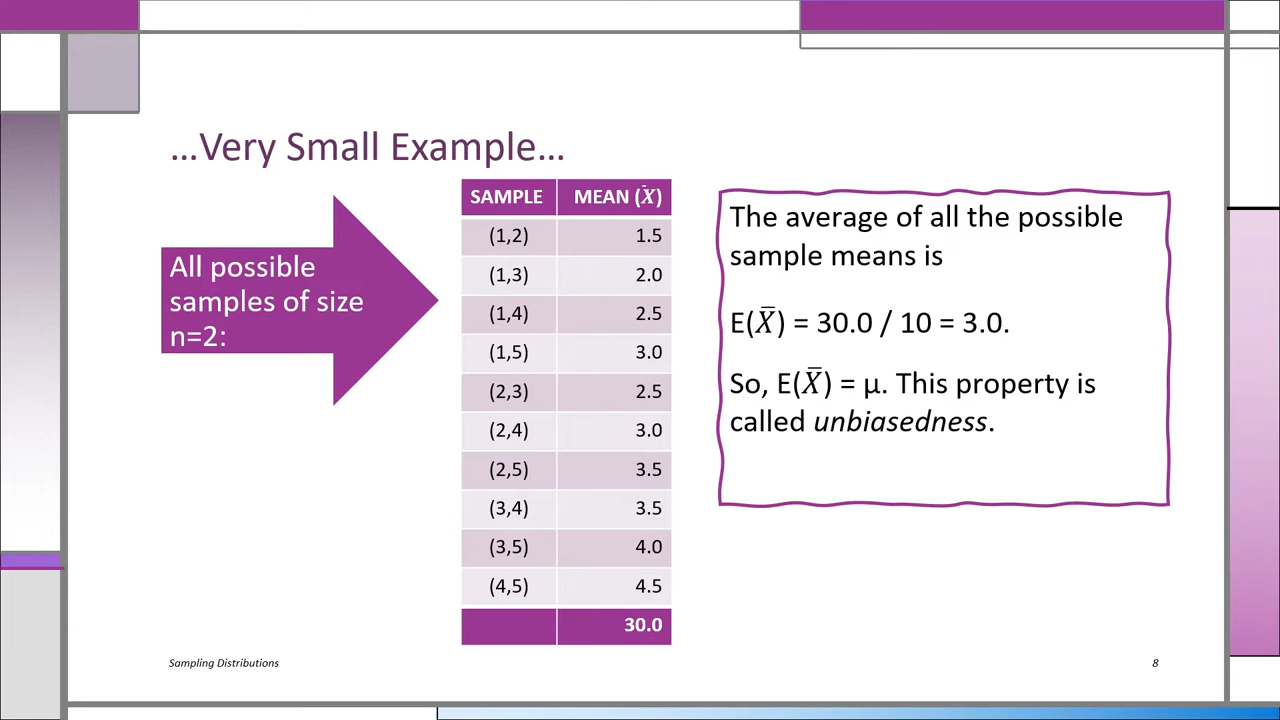 …Very Small Example…
All possible
samples of size
n=2:
SAMPLE MEAN (X̄)
(1,2) 1.5
(1,3) 2.0
(1,4) 2.5
(1,5) 3.0
(2,3) 2.5
(2,4) 3.0
(2,5) 3.5
(3,4) 3.5
(3,5) 4.0
(4,5) 4.5
30.0
The average of all the possible
sample means is
E(X̄) = 30.0 / 10 = 3.0.
So, E(X̄) = µ. This property is
called unbiasedness.
Sampling Distributions
8